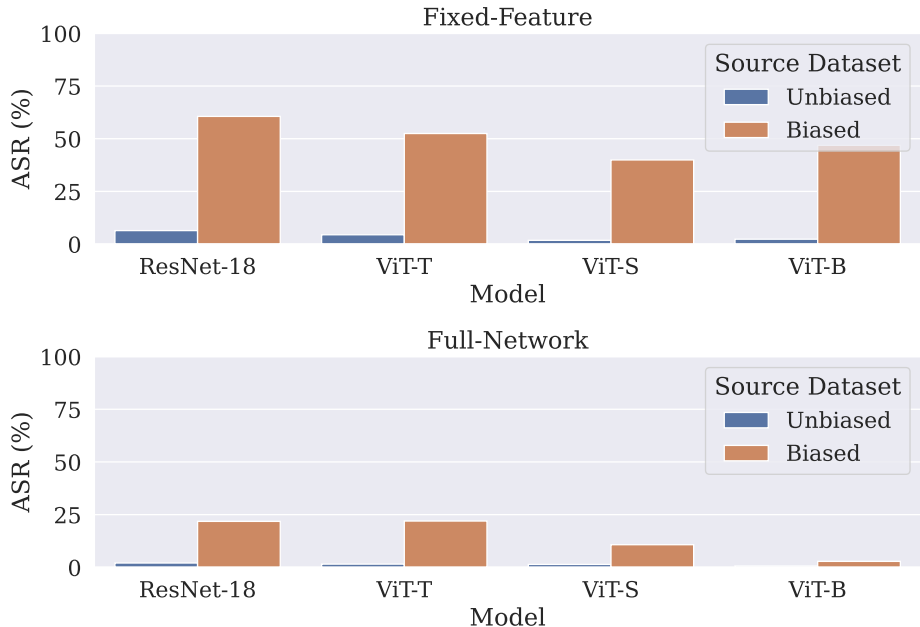 Fixed-Feature
100
75
50
25
0
ASR (%)
Source Dataset
Unbiased
Biased
ResNet-18 ViT-T ViT-S ViT-B
Model
Full-Network
100
75
50
25
0
ASR (%)
Source Dataset
Unbiased
Biased
ResNet-18 ViT-T ViT-S ViT-B
Model